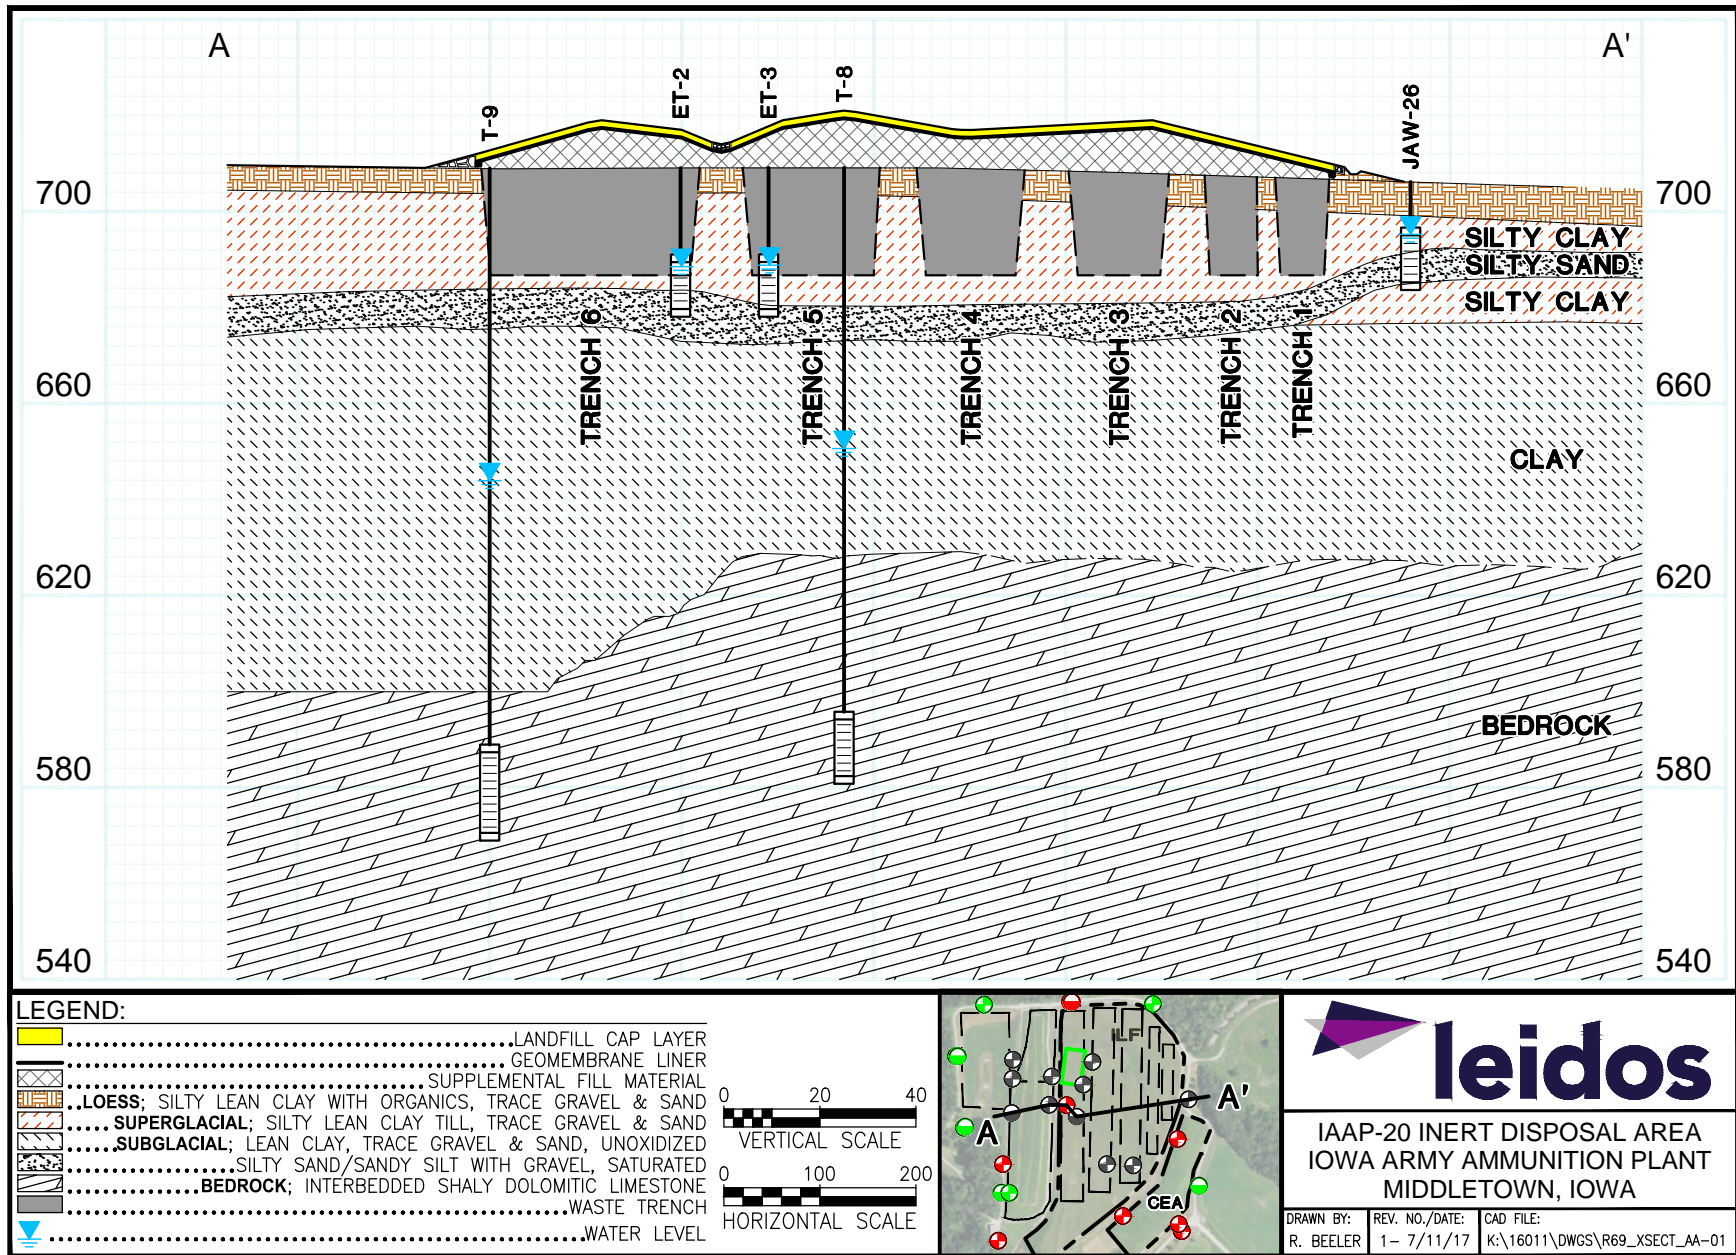 A
A'
T-9
ET-2
ET-3
T-8
JAW-26
700
700
SILTY CLAY
SILTY SAND
SILTY CLAY
TRENCH 6
TRENCH 5
TRENCH 4
TRENCH 3
TRENCH 2
TRENCH 1
660
660
CLAY
620
620
BEDROCK
580
580
540
540
LEGEND:
LANDFILL CAP LAYER
GEOMEMBRANE LINER
SUPPLEMENTAL FILL MATERIAL
LOESS; SILTY LEAN CLAY WITH ORGANICS, TRACE GRAVEL & SAND
SUPERGLACIAL; SILTY LEAN CLAY TILL, TRACE GRAVEL & SAND
SUBGLACIAL; LEAN CLAY, TRACE GRAVEL & SAND, UNOXIDIZED
SILTY SAND/SANDY SILT WITH GRAVEL, SATURATED
BEDROCK; INTERBEDDED SHALY DOLOMITIC LIMESTONE
WASTE TRENCH
WATER LEVEL
0 20 40
VERTICAL SCALE
0 100 200
HORIZONTAL SCALE
ILF
A'
A
CEA
leidos
IAAP-20 INERT DISPOSAL AREA
IOWA ARMY AMMUNITION PLANT
MIDDLETOWN, IOWA
DRAWN BY:
R. BEELER
REV. NO./DATE:
1- 7/11/17
CAD FILE:
K:\16011\DWGS\R69_XSECT_AA-01